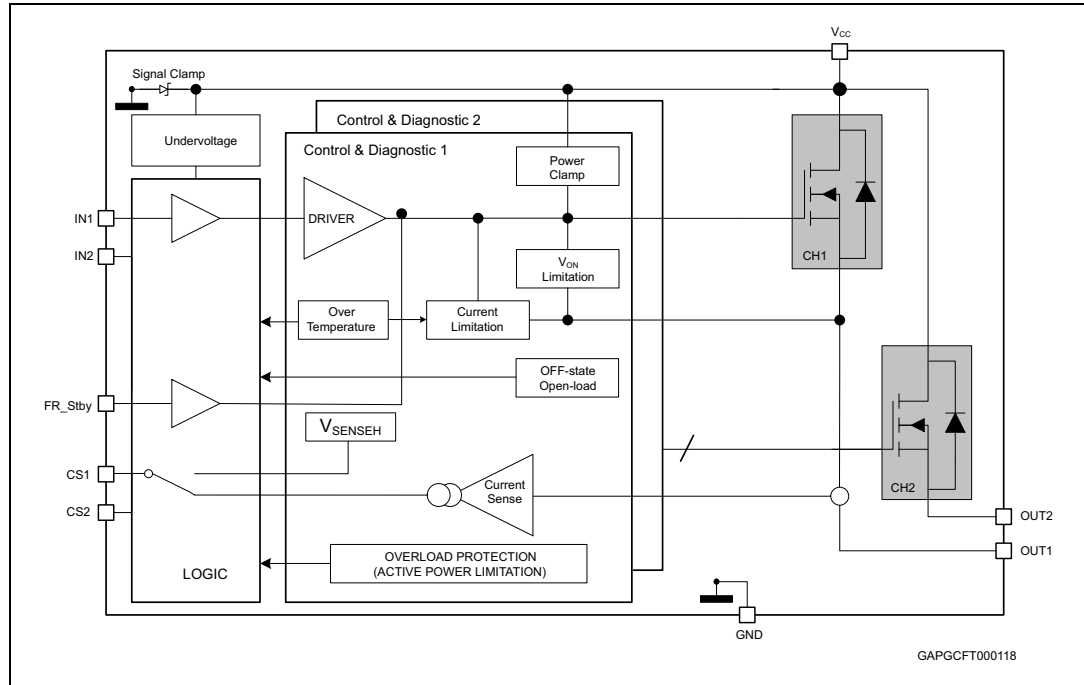 VCC
Signal Clamp
Undervoltage
Control & Diagnostic 2
Control & Diagnostic 1
Power
Clamp
IN1
DRIVER
CH1
IN2
VON
Limitation
Over
Temperature
Current
Limitation
OFF-state
Open-load
FR_Stby
VSENSEH
CS1
Current
Sense
CH2
CS2
OUT2
OUT1
OVERLOAD PROTECTION
(ACTIVE POWER LIMITATION)
LOGIC
GND
GAPGCFT000118